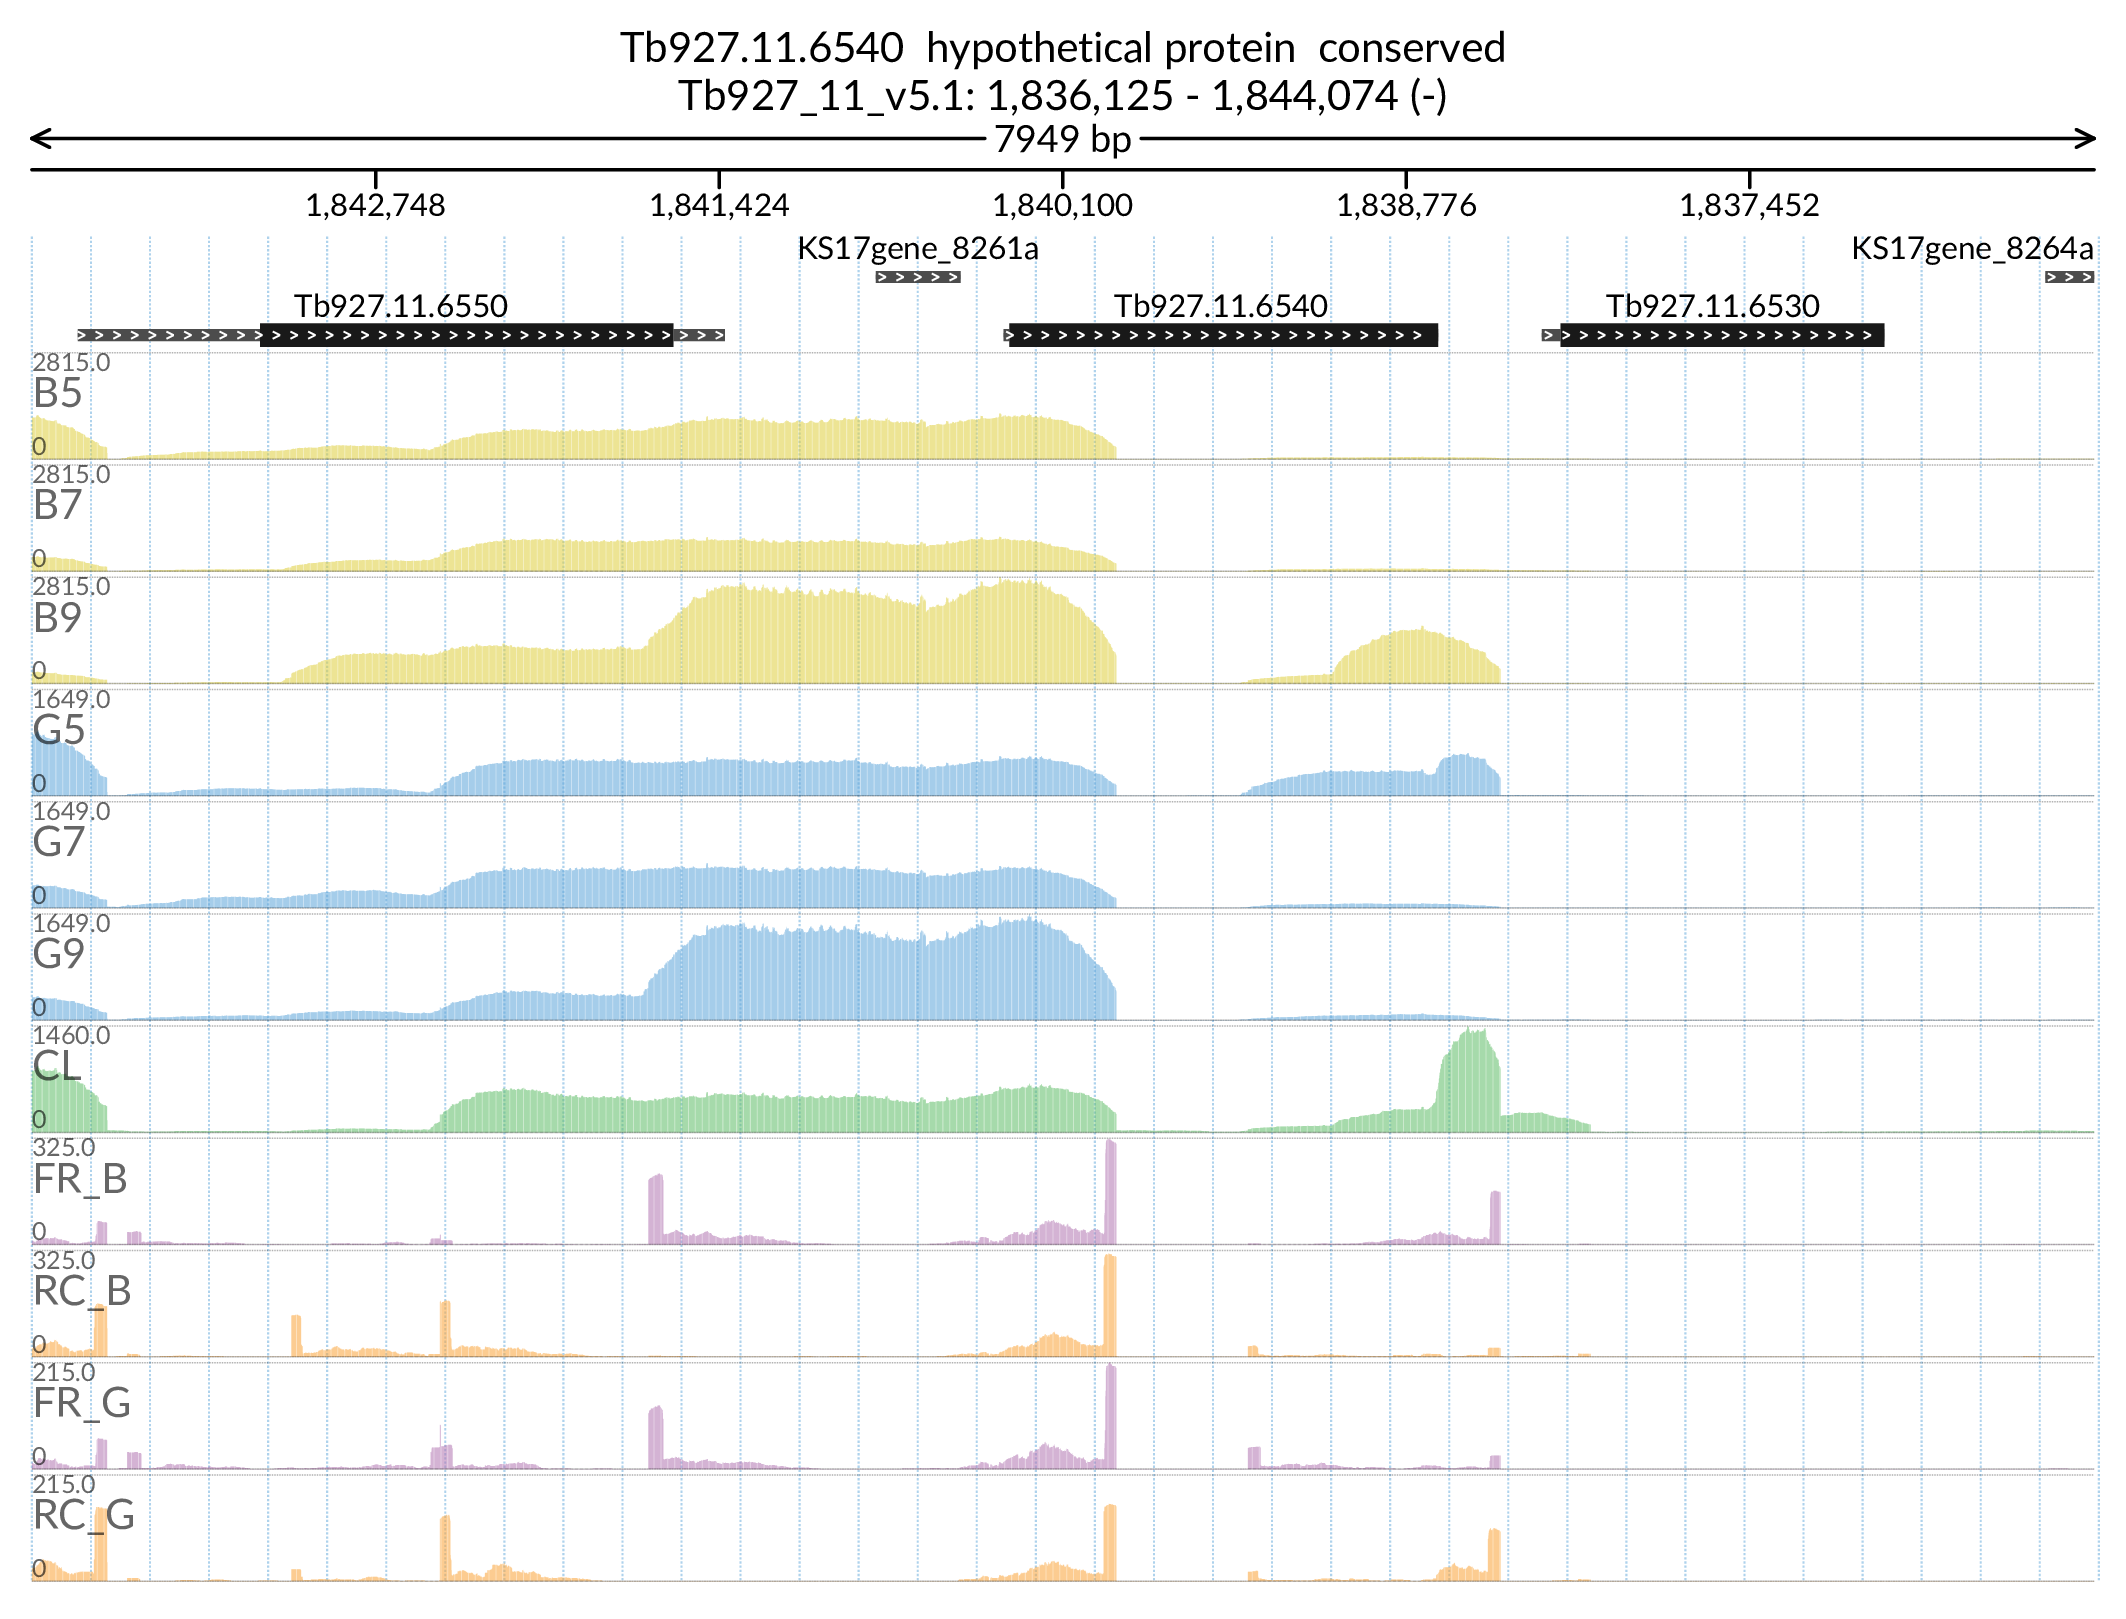 Tb927.11.6540  hypothetical protein  conserved
Tb927_11_v5.1: 1,836,125 - 1,844,074 (-)
7949 bp
1,842,748 1,841,424 1,840,100 1,838,776 1,837,452
KS17gene_8261a KS17gene_8264a
Tb927.11.6550 Tb927.11.6540 Tb927.11.6530
2815.0
B5
0
2815.0
B7
0
2815.0
B9
0
1649.0
G5
0
1649.0
G7
0
1649.0
G9
0
1460.0
CL
0
325.0
FR_B
0
325.0
RC_B
0
215.0
FR_G
0
215.0
RC_G
0